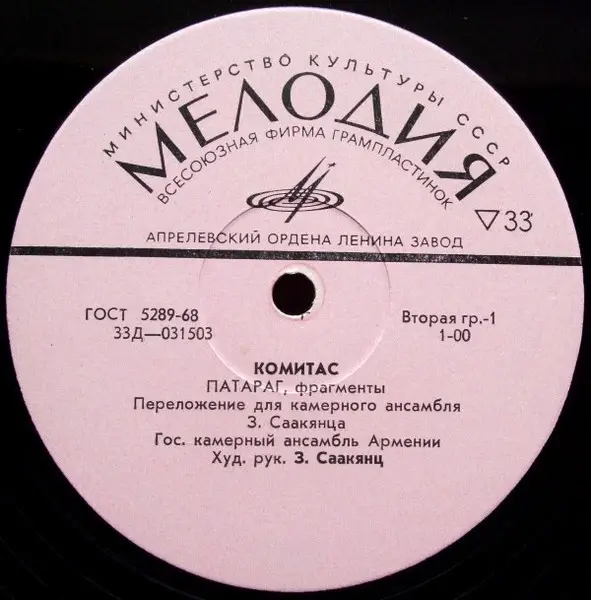 МИНИСТЕРСТВО КУЛЬТУРЫ СССР
МЕЛОДИЯ
ВСЕСОЮЗНАЯ ФИРМА ГРАМПЛАСТИНОК
▽33
АПРЕЛЕВСКИЙ ОРДЕНА ЛЕНИНА ЗАВОД
ГОСТ 5289-68
33Д—031503
Вторая гр.-1
1-00
КОМИТАС
ПАТАРАГ, фрагменты
Переложение для камерного ансамбля
З. Саакянца
Гос. камерный ансамбль Армении
Худ. рук. З. Саакянц